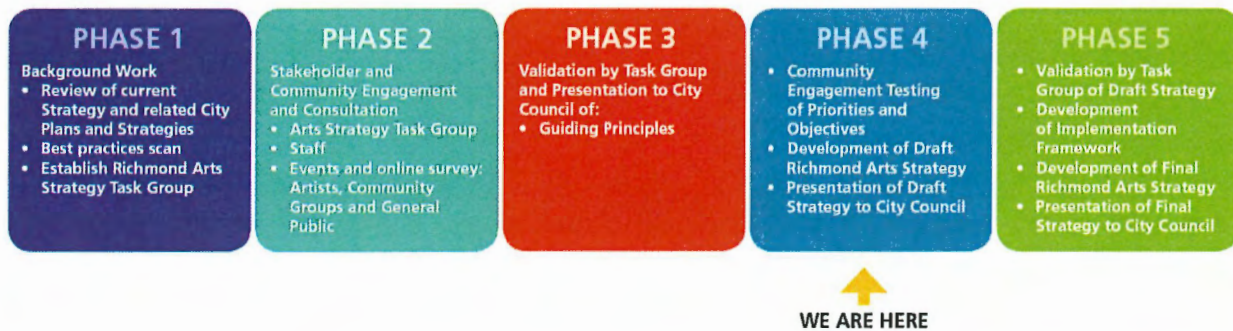 PHASE 1
Background Work
• Review of current
Strategy and related City
Plans and Strategies
• Best practices scan
• Establish Richmond Arts
Strategy Task Group
PHASE 2
Stakeholder and
Community Engagement
and Consultation
• Arts Strategy Task Group
• Staff
• Events and online survey:
Artists, Community
Groups and General
Public
PHASE 3
Validation by Task Group
and Presentation to City
Council of:
• Guiding Principles
PHASE 4
• Community
Engagement Testing
of Priorities and
Objectives
• Development of Draft
Richmond Arts Strategy
• Presentation of Draft
Strategy to City Council
PHASE 5
• Validation by Task
Group of Draft Strategy
• Development
of Implementation
Framework
• Development of Final
Richmond Arts Strategy
• Presentation of Final
Strategy to City Council
WE ARE HERE